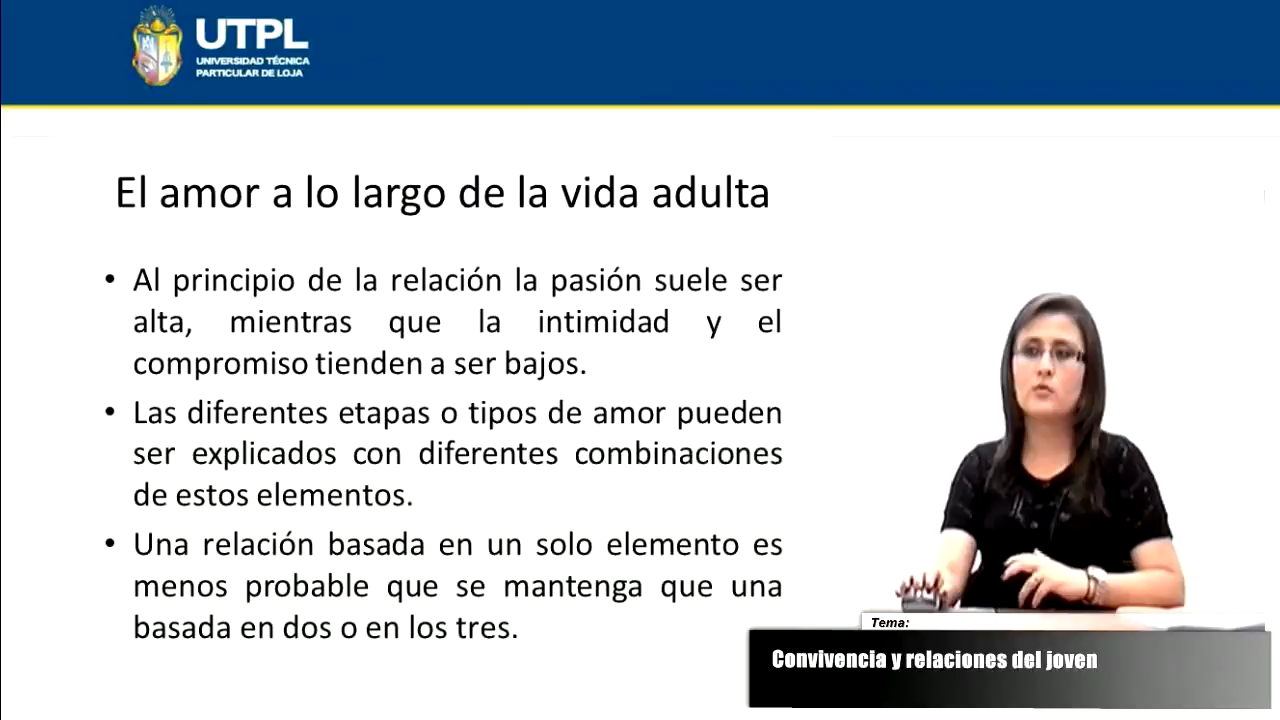 UTPL
UNIVERSIDAD TÉCNICA
PARTICULAR DE LOJA
El amor a lo largo de la vida adulta
• Al principio de la relación la pasión suele ser
alta, mientras que la intimidad y el
compromiso tienden a ser bajos.
• Las diferentes etapas o tipos de amor pueden
ser explicados con diferentes combinaciones
de estos elementos.
• Una relación basada en un solo elemento es
menos probable que se mantenga que una
basada en dos o en los tres.
Tema:
Convivencia y relaciones del joven